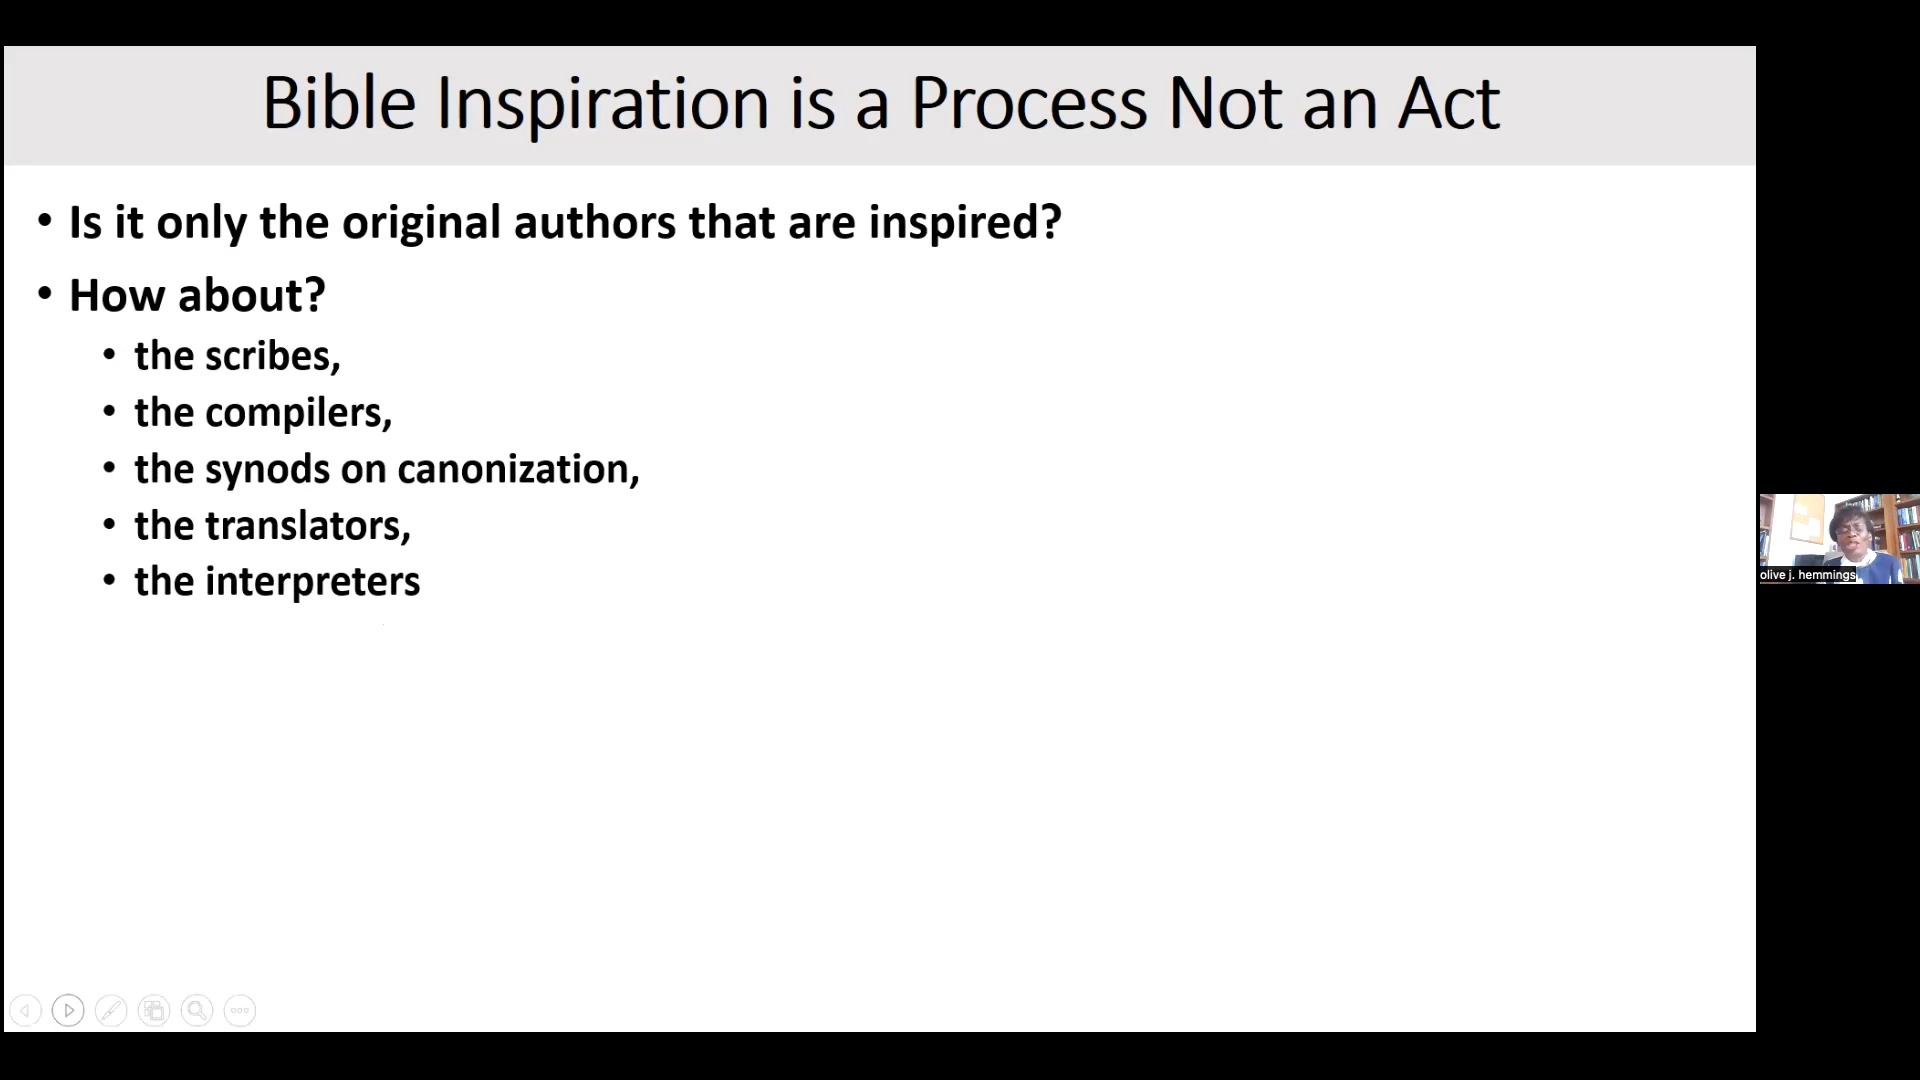 Bible Inspiration is a Process Not an Act
• Is it only the original authors that are inspired?
• How about?
• the scribes,
• the compilers,
• the synods on canonization,
• the translators,
• the interpreters
olive j. hemmings